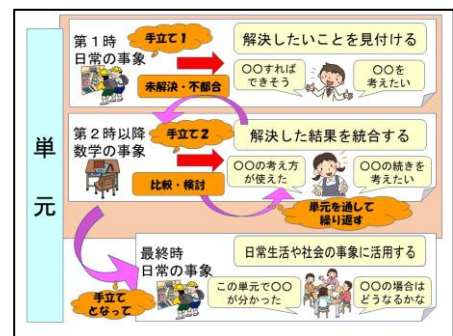 単元
第1時
日常の事象
手立て1
未解決・不都合
解決したいことを見付ける
〇〇すれば
できそう
〇〇を
考えたい
第2時以降
数学の事象
手立て2
比較・検討
解決した結果を統合する
〇〇の考え方
が使えた
〇〇の続きを
考えたい
単元を通して
繰り返す
最終時
日常の事象
手立て
となって
日常生活や社会の事象に活用する
この単元で〇〇
が分かった
〇〇の場合は
どうなるかな